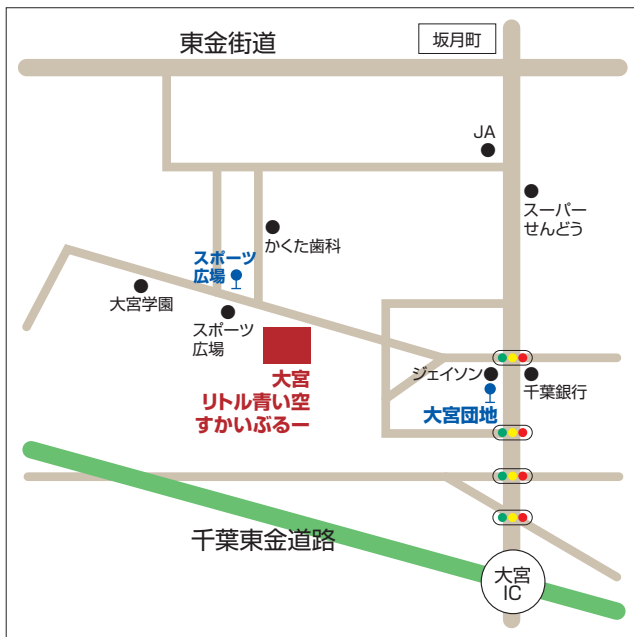 東金街道
坂月町
JA
スーパー
せんどう
かくた歯科
スポーツ
広場
大宮学園
スポーツ
広場
大宮
リトル青い空
すかいぶるー
ジェイソン
千葉銀行
大宮団地
千葉東金道路
大宮
IC